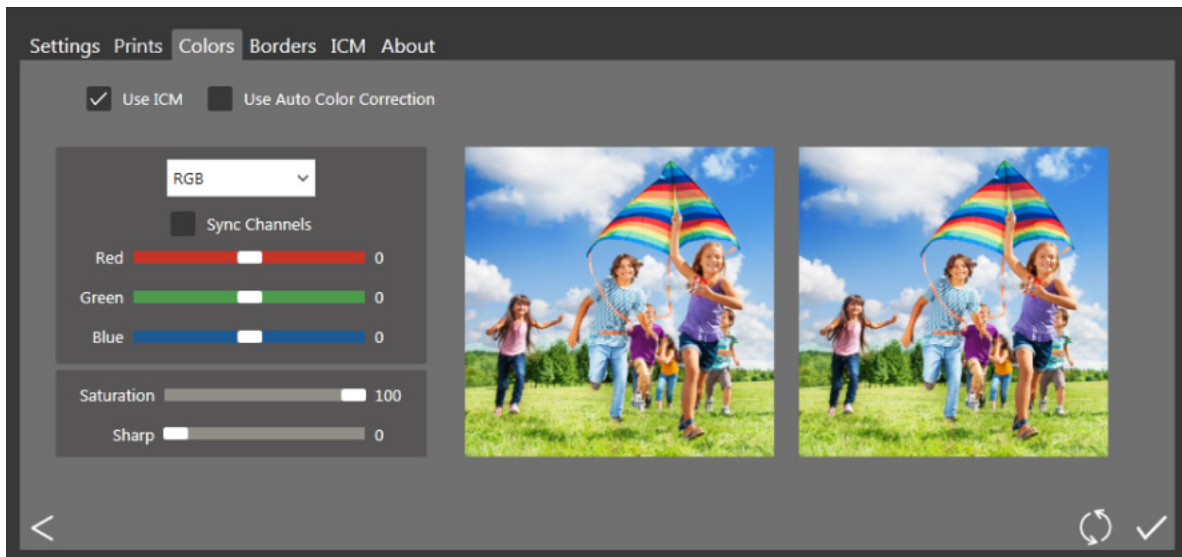 Settings Prints Colors Borders ICM About
Use ICM Use Auto Color Correction
RGB
Sync Channels
Red 0
Green 0
Blue 0
Saturation 100
Sharp 0